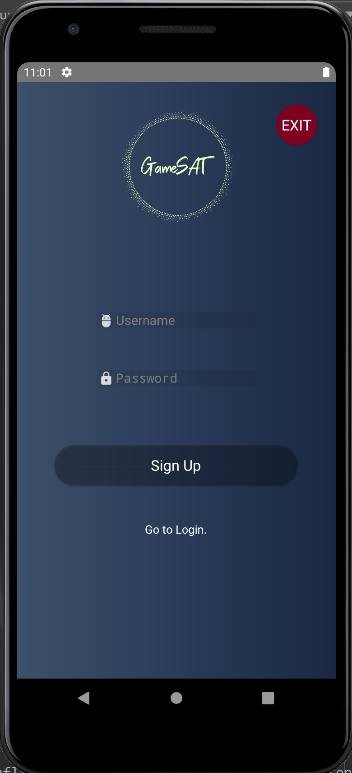 11:01
EXIT
GameSAT
Username
Password
Sign Up
Go to Login.